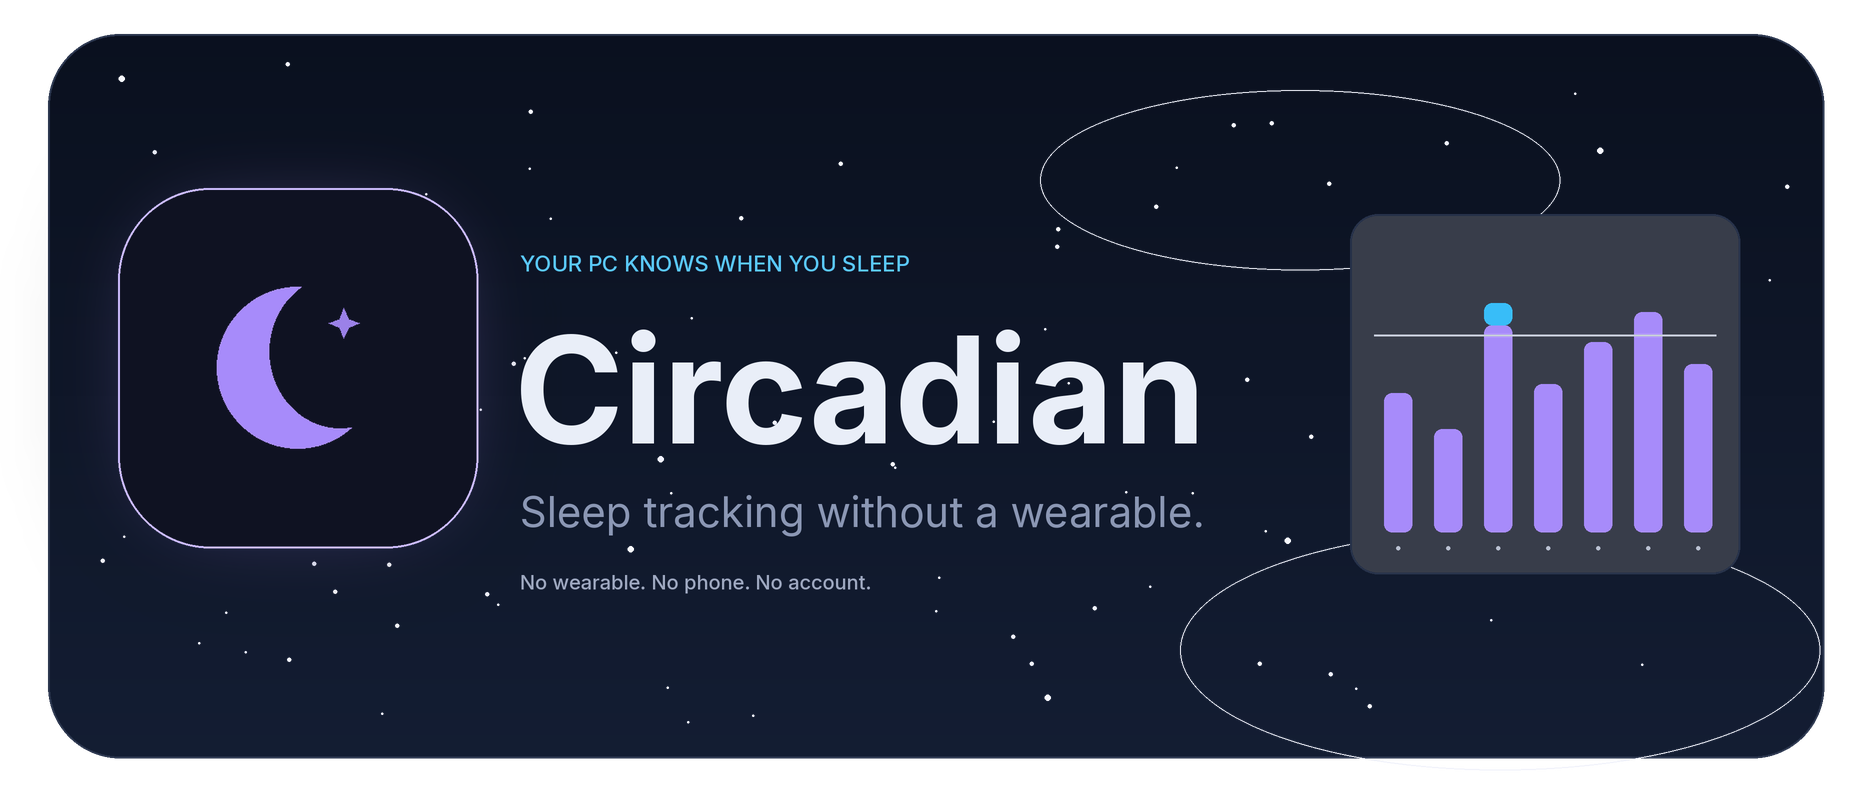 YOUR PC KNOWS WHEN YOU SLEEP
Circadian
Sleep tracking without a wearable.
No wearable. No phone. No account.